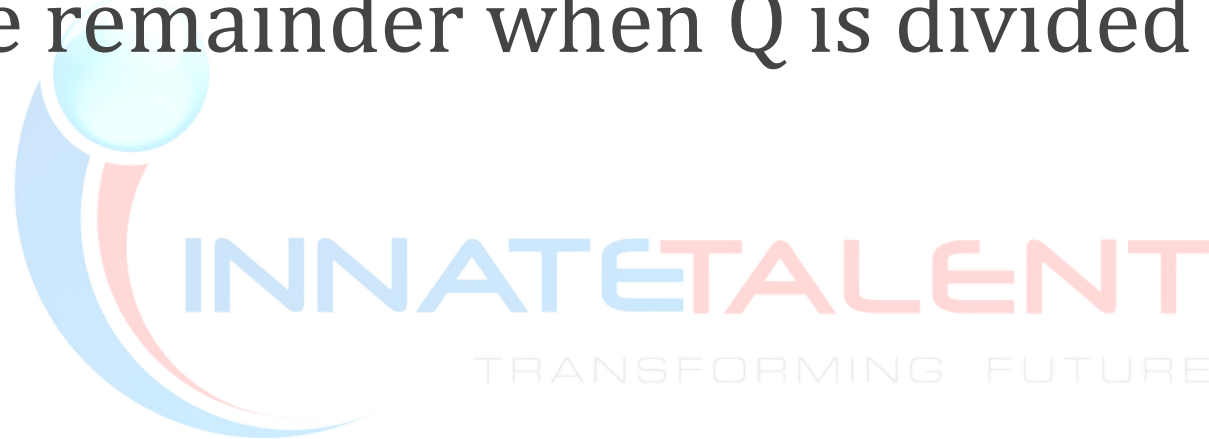 e remainder when Q is divided
INNATETALENT
TRANSFORMING FUTURE